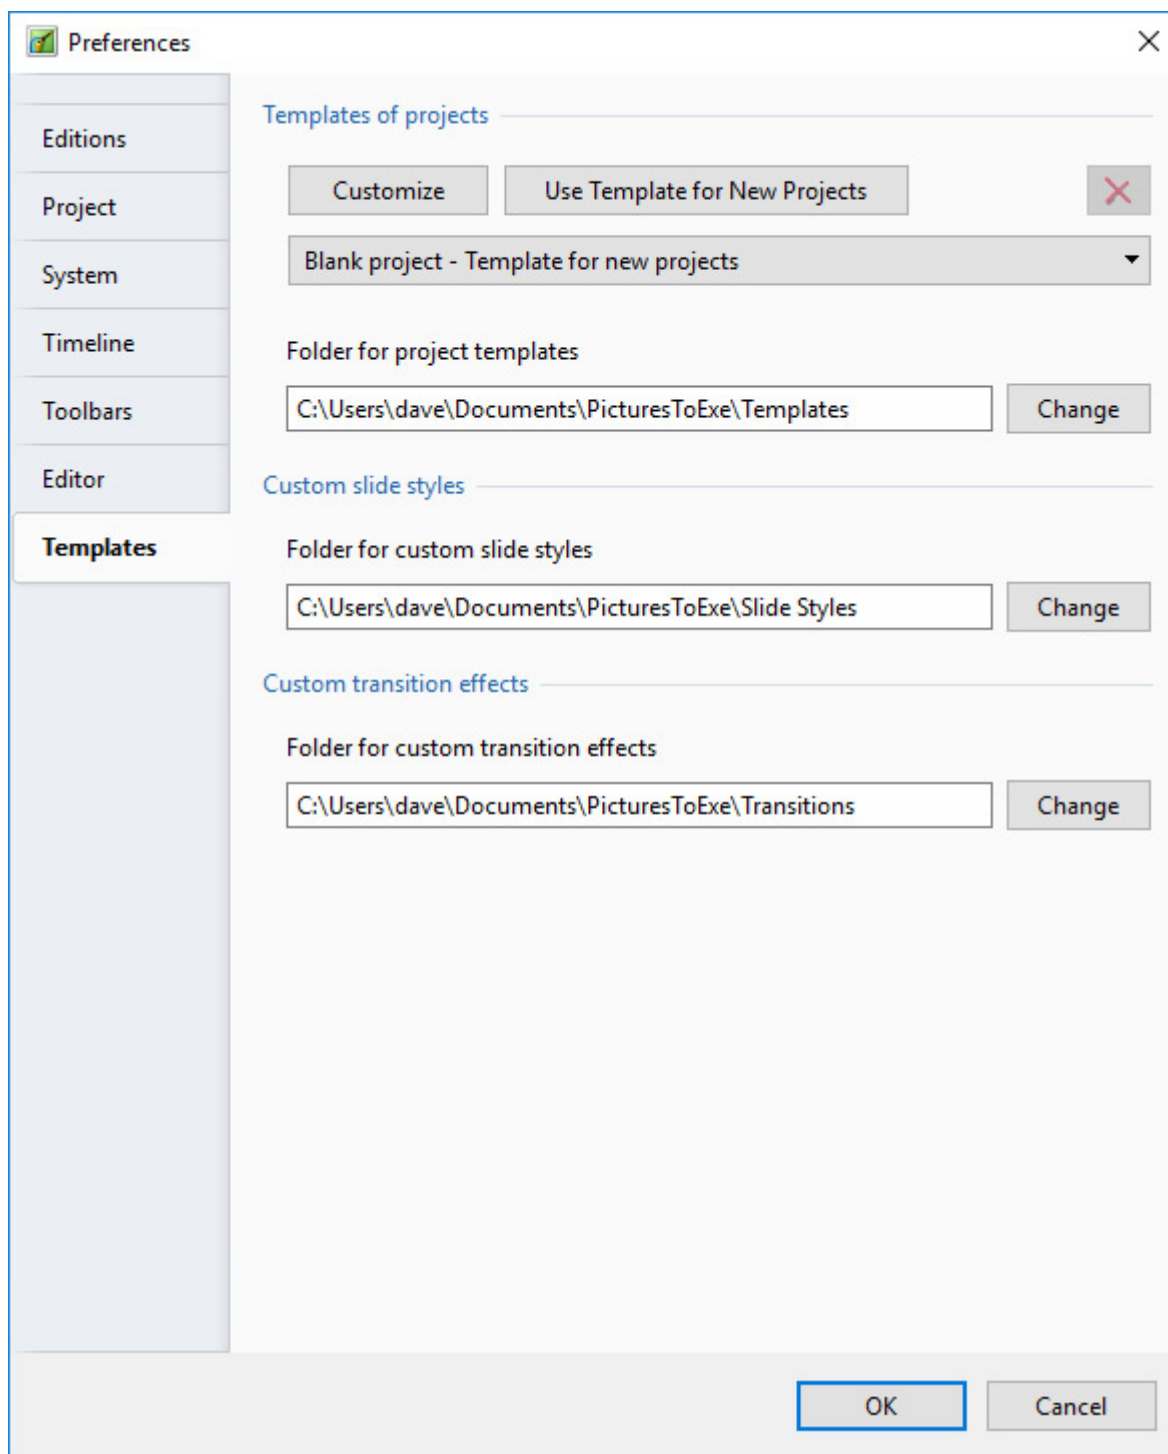 Preferences
Editions
Project
System
Timeline
Toolbars
Editor
Templates
Templates of projects
Customize
Use Template for New Projects
Blank project - Template for new projects
Folder for project templates
C:\Users\dave\Documents\PicturesToExe\Templates
Change
Custom slide styles
Folder for custom slide styles
C:\Users\dave\Documents\PicturesToExe\Slide Styles
Change
Custom transition effects
Folder for custom transition effects
C:\Users\dave\Documents\PicturesToExe\Transitions
Change
OK
Cancel